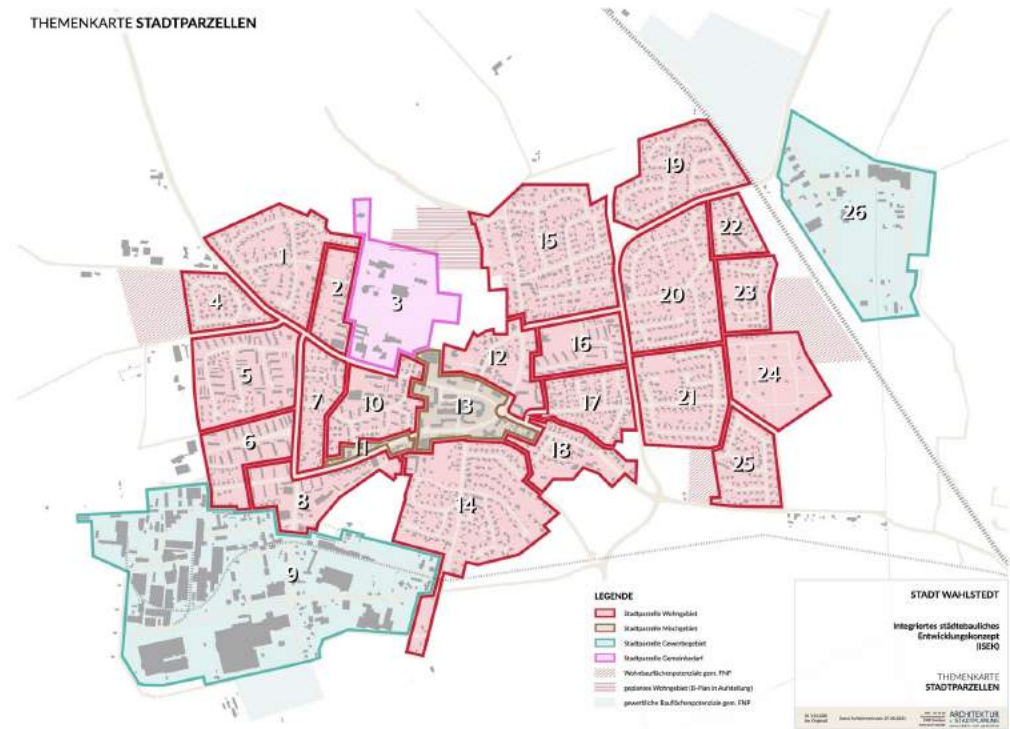 THEMENKARTE STADTPARZELLEN
19
22
26
15
1
20
2
3
23
4
12
16
24
5
7
10
13
17
21
11
6
18
25
8
14
9
LEGENDE
Stadtparzelle Wohngebiet
Stadtparzelle Mischgebiet
Stadtparzelle Gewerbegebiet
Stadtparzelle Gemeinbedarf
Wohnbauflächenpotenziale gem. FNP
geplantes Wohngebiet (B-Plan in Aufstellung)
gewerbliche Bauflächenpotenziale gem. FNP
STADT WAHLSTEDT
Integriertes städtebauliches
Entwicklungskonzept
(ISEK)
THEMENKARTE
STADTPARZELLEN
ARCHITEKTUR
STADTPLANUNG